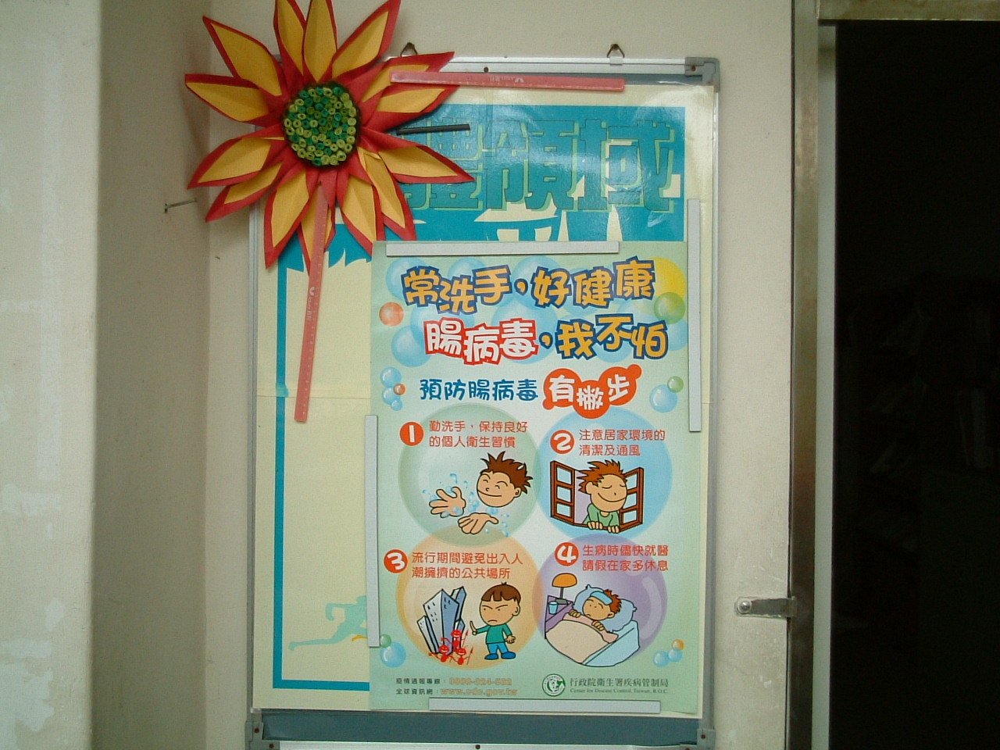 體領域
常洗手，好健康
腸病毒，我不怕
預防腸病毒有撇步
1 勤洗手，保持良好
的個人衛生習慣
2 注意居家環境的
清潔及通風
3 流行期間避免出入人
潮擁擠的公共場所
4 生病時儘快就醫
請假在家多休息
疫情通報專線：
全球資訊網：www.cdc.gov.tw
行政院衛生署疾病管制局
Center for Disease Control, Taiwan, R.O.C.